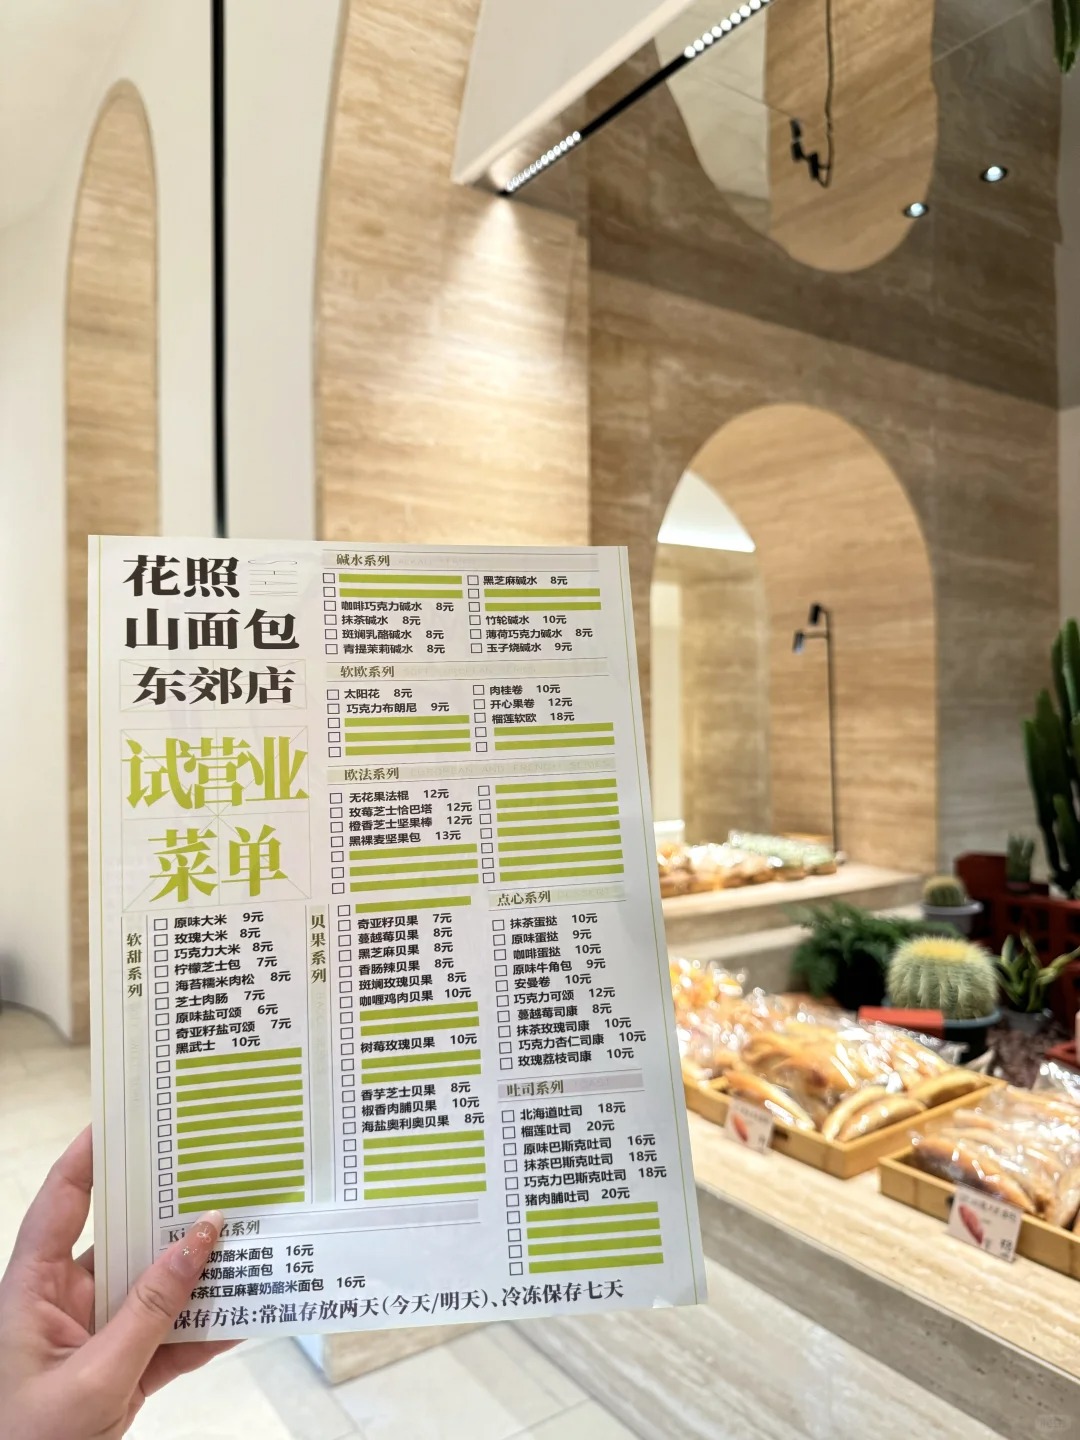 花照
山面包
东郊店
试营业
菜单
碱水系列
咖啡巧克力碱水 8元
抹茶碱水 8元
斑斓乳酪碱水 8元
青提茉莉碱水 8元
黑芝麻碱水 8元
竹轮碱水 10元
薄荷巧克力碱水 8元
玉子烧碱水 9元
软欧系列
太阳花 8元
巧克力布朗尼 9元
肉桂卷 10元
开心果卷 12元
榴莲软欧 18元
欧法系列
无花果法棍 12元
玫莓芝士恰巴塔 12元
橙香芝士坚果棒 12元
黑裸麦坚果包 13元
软甜系列
原味大米 9元
玫瑰大米 8元
巧克力大米 8元
柠檬芝士包 7元
海苔糯米肉松 8元
芝士肉肠 7元
原味盐可颂 6元
奇亚籽盐可颂 7元
黑武士 10元
贝果系列
奇亚籽贝果 7元
蔓越莓贝果 8元
黑芝麻贝果 8元
香肠辣贝果 8元
斑斓玫瑰贝果 8元
咖喱鸡肉贝果 10元
树莓玫瑰贝果 10元
香芋芝士贝果 8元
椒香肉脯贝果 10元
海盐奥利奥贝果 8元
点心系列
抹茶蛋挞 10元
原味蛋挞 9元
咖啡蛋挞 10元
原味牛角包 9元
安曼卷 10元
巧克力可颂 12元
蔓越莓司康 8元
抹茶玫瑰司康 10元
巧克力杏仁司康 10元
玫瑰荔枝司康 10元
吐司系列
北海道吐司 18元
榴莲吐司 20元
原味巴斯克吐司 16元
抹茶巴斯克吐司 18元
巧克力巴斯克吐司 18元
猪肉脯吐司 20元
名系列
奶酪米面包 16元
米奶酪米面包 16元
抹茶红豆麻薯奶酪米面包 16元
保存方法:常温存放两天(今天/明天)、冷冻保存七天